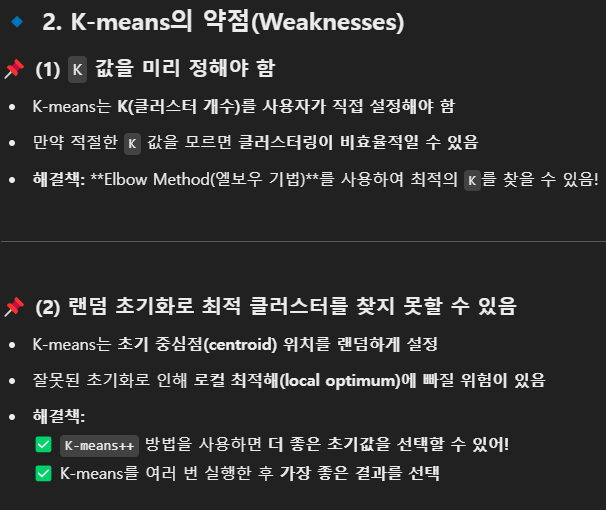 2. K-means의 약점(Weaknesses)
(1) K 값을 미리 정해야 함
K-means는 K(클러스터 개수)를 사용자가 직접 설정해야 함
만약 적절한 K 값을 모르면 클러스터링이 비효율적일 수 있음
해결책: **Elbow Method(엘보우 기법)**를 사용하여 최적의 K를 찾을 수 있음!
(2) 랜덤 초기화로 최적 클러스터를 찾지 못할 수 있음
K-means는 초기 중심점(centroid) 위치를 랜덤하게 설정
잘못된 초기화로 인해 로컬 최적해(local optimum)에 빠질 위험이 있음
해결책:
K-means++ 방법을 사용하면 더 좋은 초기값을 선택할 수 있어!
K-means를 여러 번 실행한 후 가장 좋은 결과를 선택